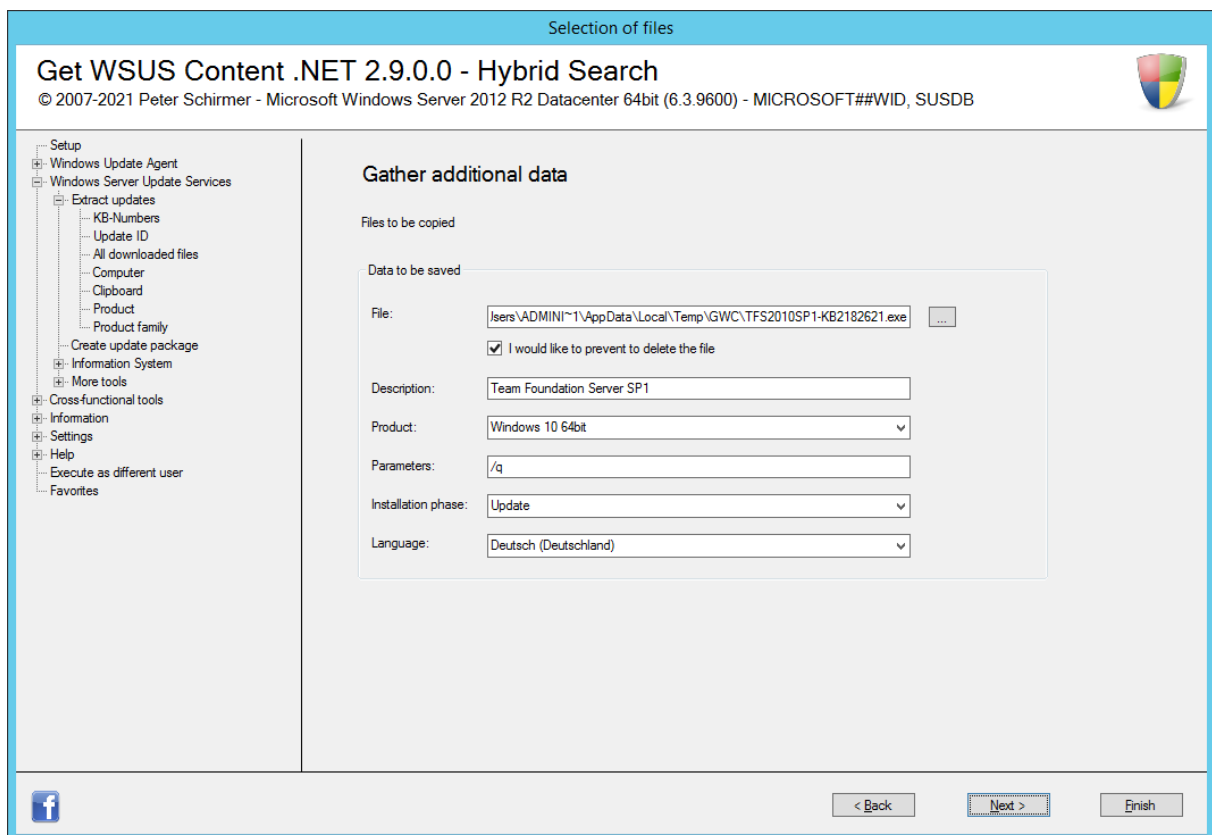 Selection of files
Get WSUS Content .NET 2.9.0.0 - Hybrid Search
© 2007-2021 Peter Schirmer - Microsoft Windows Server 2012 R2 Datacenter 64bit (6.3.9600) - MICROSOFT##WID, SUSDB
Setup
Windows Update Agent
Windows Server Update Services
Extract updates
KB-Numbers
Update ID
All downloaded files
Computer
Clipboard
Product
Product family
Create update package
Information System
More tools
Cross-functional tools
Information
Settings
Help
Execute as different user
Favorites
Gather additional data
Files to be copied
Data to be saved
File: Jsers\ADMINI~1\AppData\Local\Temp\GWC\TFS2010SP1-KB2182621.exe ...
I would like to prevent to delete the file
Description: Team Foundation Server SP1
Product: Windows 10 64bit
Parameters: /q
Installation phase: Update
Language: Deutsch (Deutschland)
f
< Back Next > Finish